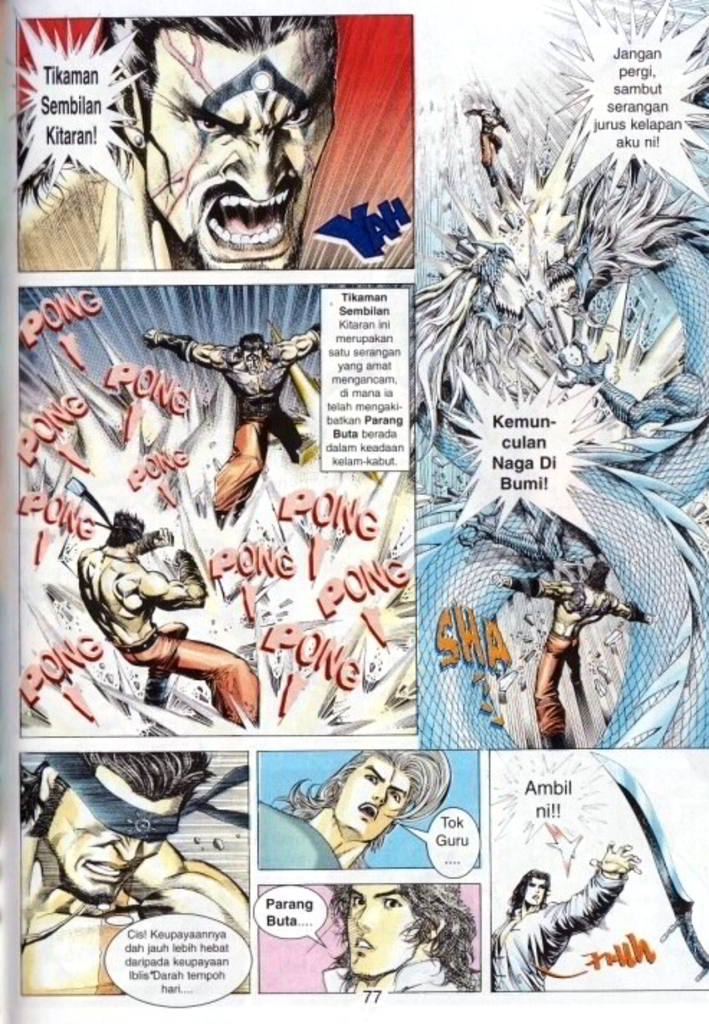 Tikaman
Sembilan
Kitaran!
YAH
Jangan
pergi,
sambut
serangan
jurus kelapan
aku ni!
Tikaman
Sembilan
Kitaran ini
merupakan
satu serangan
yang amat
mengancam,
di mana ia
telah mengaki-
batkan Parang
Buta berada
dalam keadaan
kelam-kabut.
PONG!
PONG!
PONG!
PONG!
PONG!
PONG!
PONG!
PONG!
PONG!
PONG!
Kemun-
culan
Naga Di
Bumi!
SHA
Cis! Keupayaannya
dah jauh lebih hebat
daripada keupayaan
Iblis Darah tempoh
hari....
Tok
Guru
....
Parang
Buta....
Ambil
ni!!
77